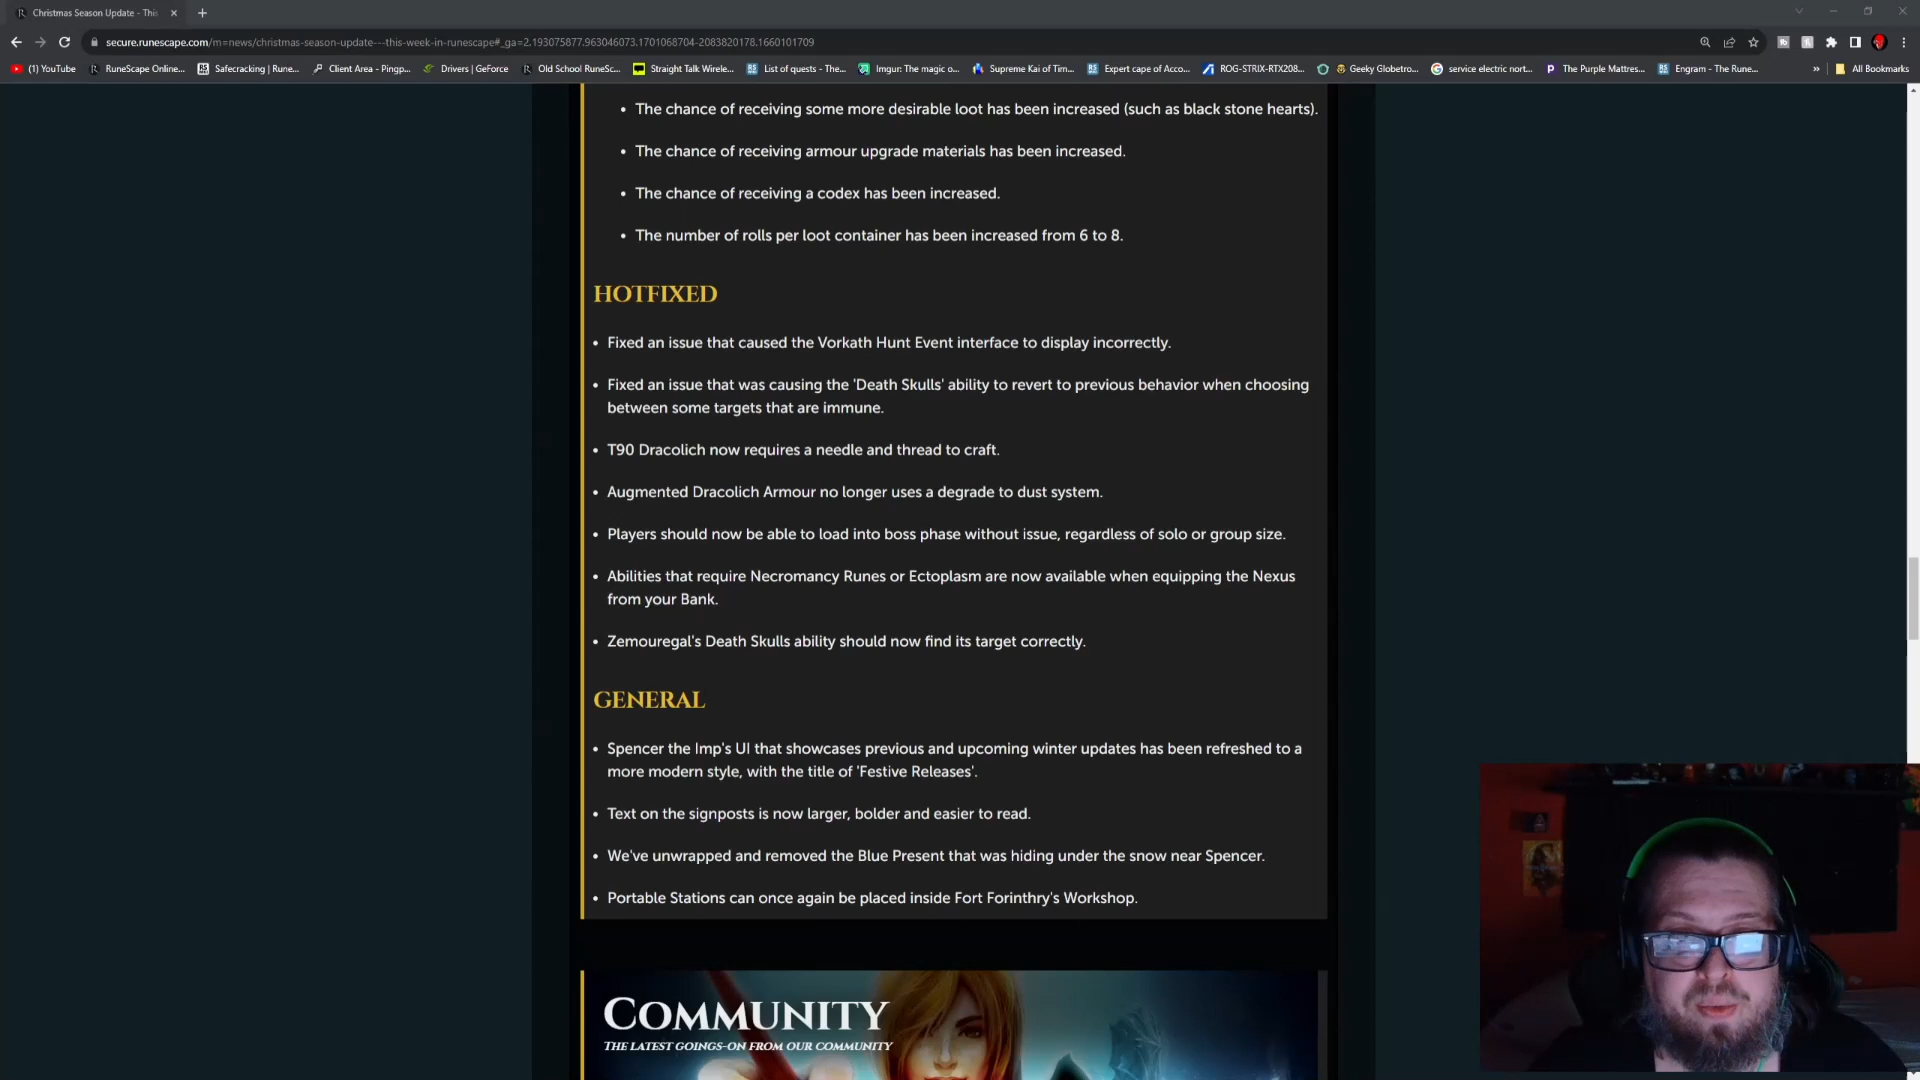 Christmas Season Update - This
secure.runescape.com/m=news/christmas-season-update---this-week-in-runescape#_ga=2.193075877.963046073.1701068704-2083820178.1660101709
(1) YouTube
RuneScape Online...
Safecracking | Rune...
Client Area - Pingp...
Drivers | GeForce
Old School RuneSc...
Straight Talk Wirele...
List of quests - The...
Imgur: The magic o...
Supreme Kai of Tim...
Expert cape of Acco...
ROG-STRIX-RTX208...
Geeky Globetro...
service electric nort...
The Purple Mattres...
Engram - The Rune...
»
All Bookmarks
• The chance of receiving some more desirable loot has been increased (such as black stone hearts).
• The chance of receiving armour upgrade materials has been increased.
• The chance of receiving a codex has been increased.
• The number of rolls per loot container has been increased from 6 to 8.
HOTFIXED
• Fixed an issue that caused the Vorkath Hunt Event interface to display incorrectly.
• Fixed an issue that was causing the 'Death Skulls' ability to revert to previous behavior when choosing
between some targets that are immune.
• T90 Dracolich now requires a needle and thread to craft.
• Augmented Dracolich Armour no longer uses a degrade to dust system.
• Players should now be able to load into boss phase without issue, regardless of solo or group size.
• Abilities that require Necromancy Runes or Ectoplasm are now available when equipping the Nexus
from your Bank.
• Zemouregal's Death Skulls ability should now find its target correctly.
GENERAL
• Spencer the Imp's UI that showcases previous and upcoming winter updates has been refreshed to a
more modern style, with the title of 'Festive Releases'.
• Text on the signposts is now larger, bolder and easier to read.
• We've unwrapped and removed the Blue Present that was hiding under the snow near Spencer.
• Portable Stations can once again be placed inside Fort Forinthry's Workshop.
COMMUNITY
THE LATEST GOINGS-ON FROM OUR COMMUNITY